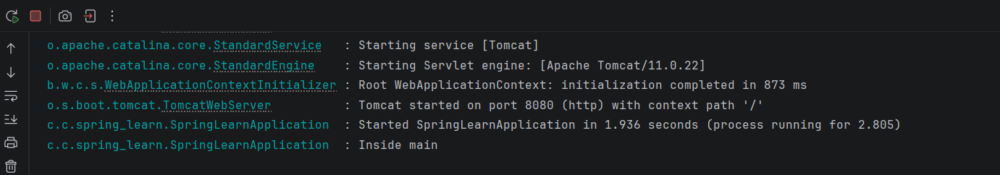 o.apache.catalina.core.StandardService : Starting service [Tomcat]
o.apache.catalina.core.StandardEngine : Starting Servlet engine: [Apache Tomcat/11.0.22]
b.w.c.s.WebApplicationContextInitializer : Root WebApplicationContext: initialization completed in 873 ms
o.s.boot.tomcat.TomcatWebServer : Tomcat started on port 8080 (http) with context path '/'
c.c.spring_learn.SpringLearnApplication : Started SpringLearnApplication in 1.936 seconds (process running for 2.805)
c.c.spring_learn.SpringLearnApplication : Inside main